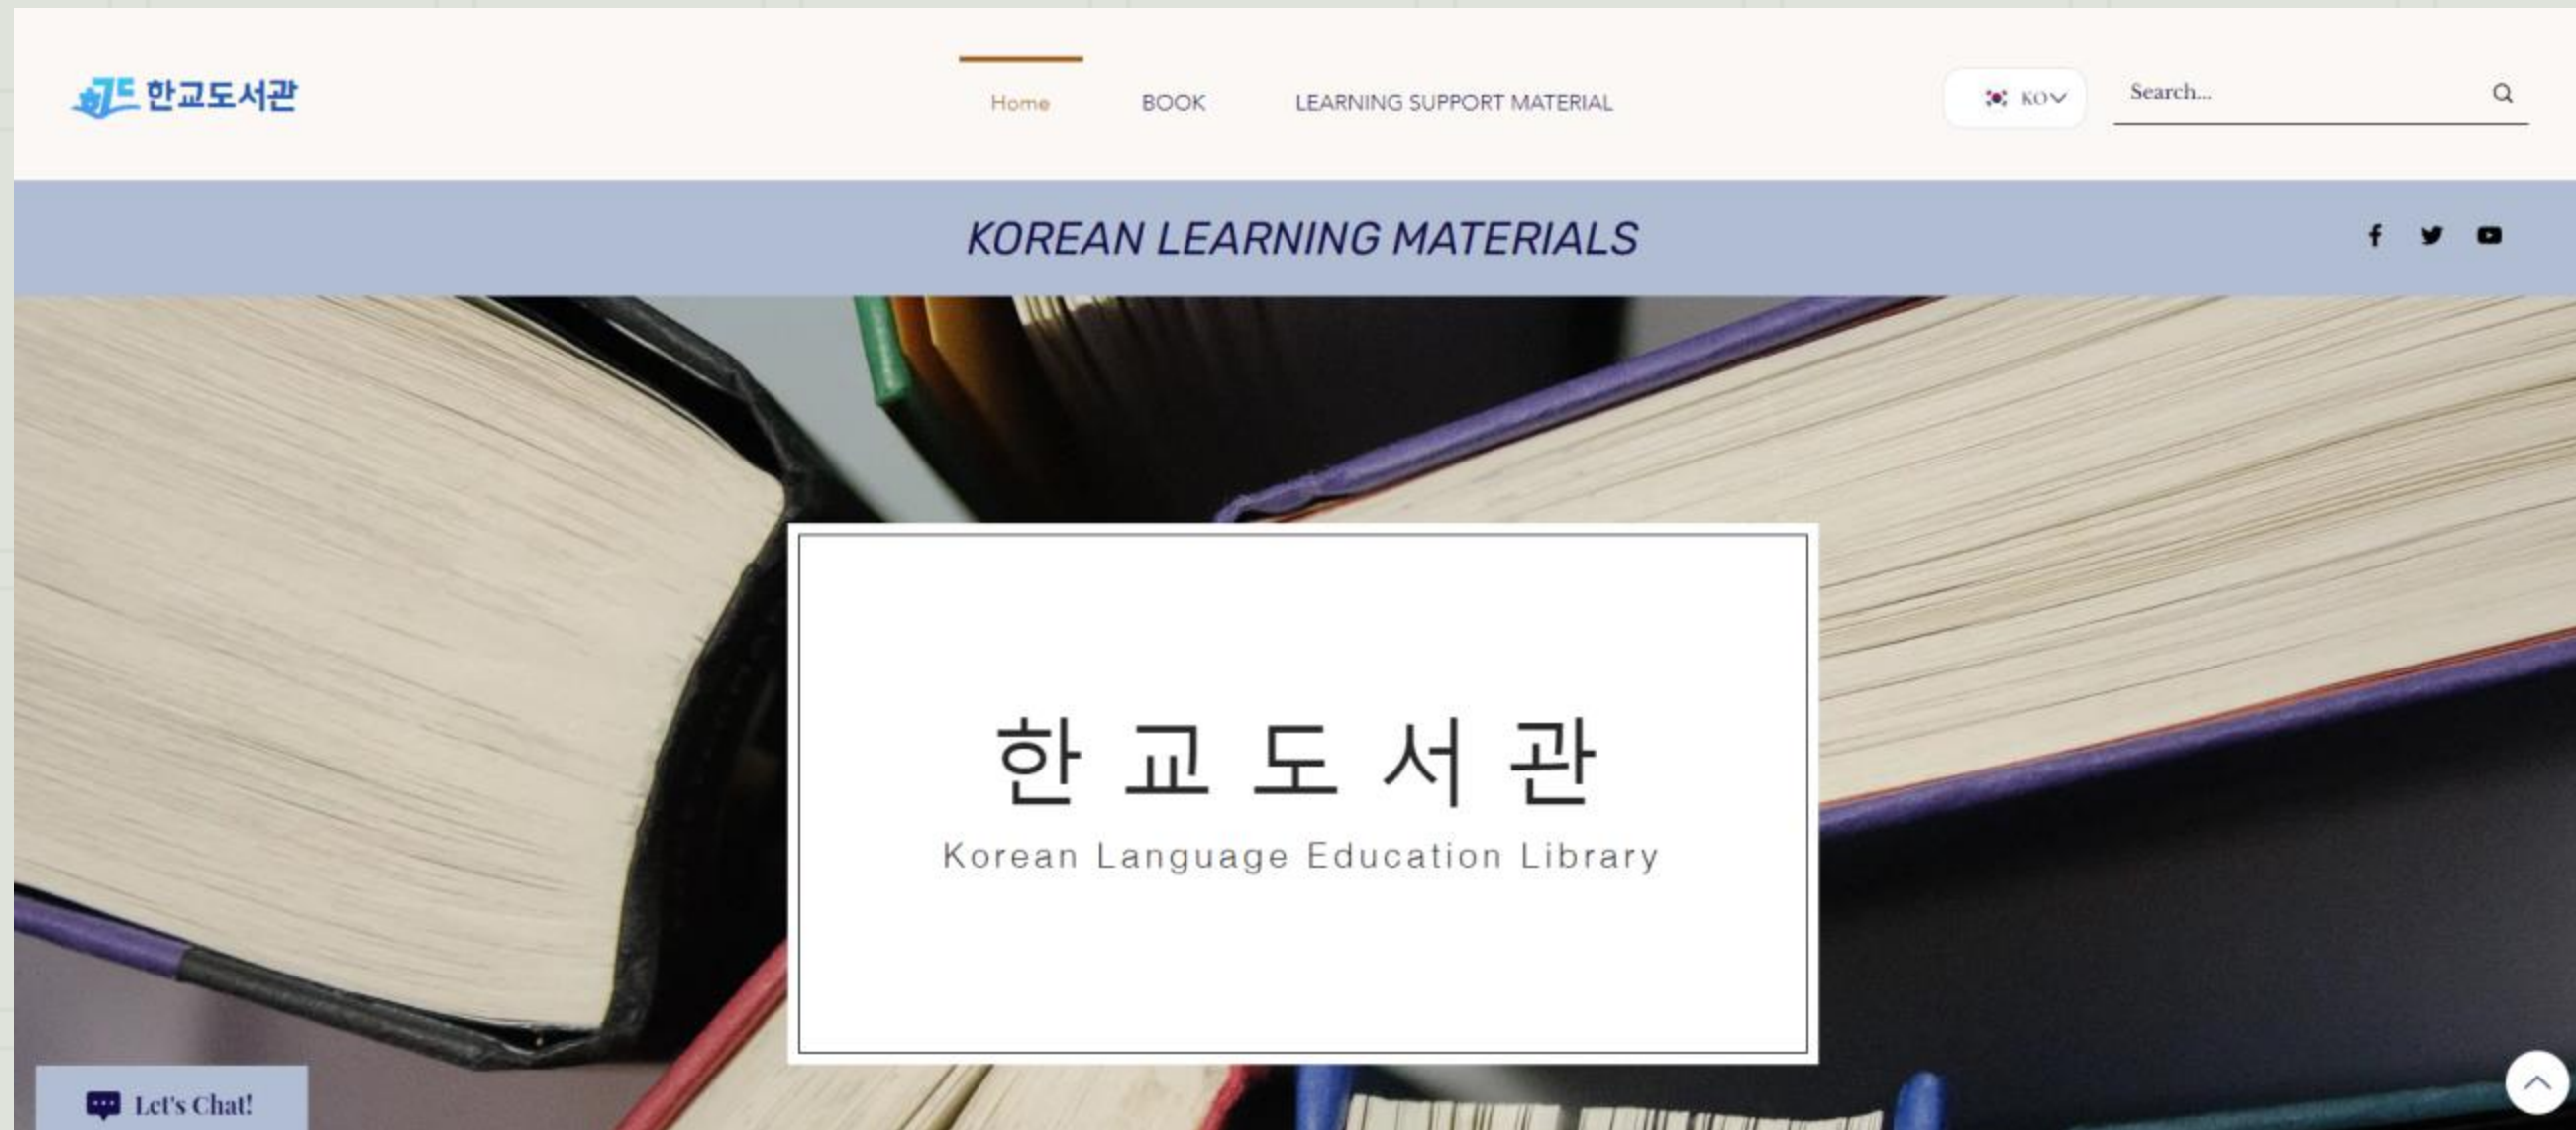 한교도서관
Home BOOK LEARNING SUPPORT MATERIAL KO Search...
KOREAN LEARNING MATERIALS
한교도서관
Korean Language Education Library
Let's Chat!